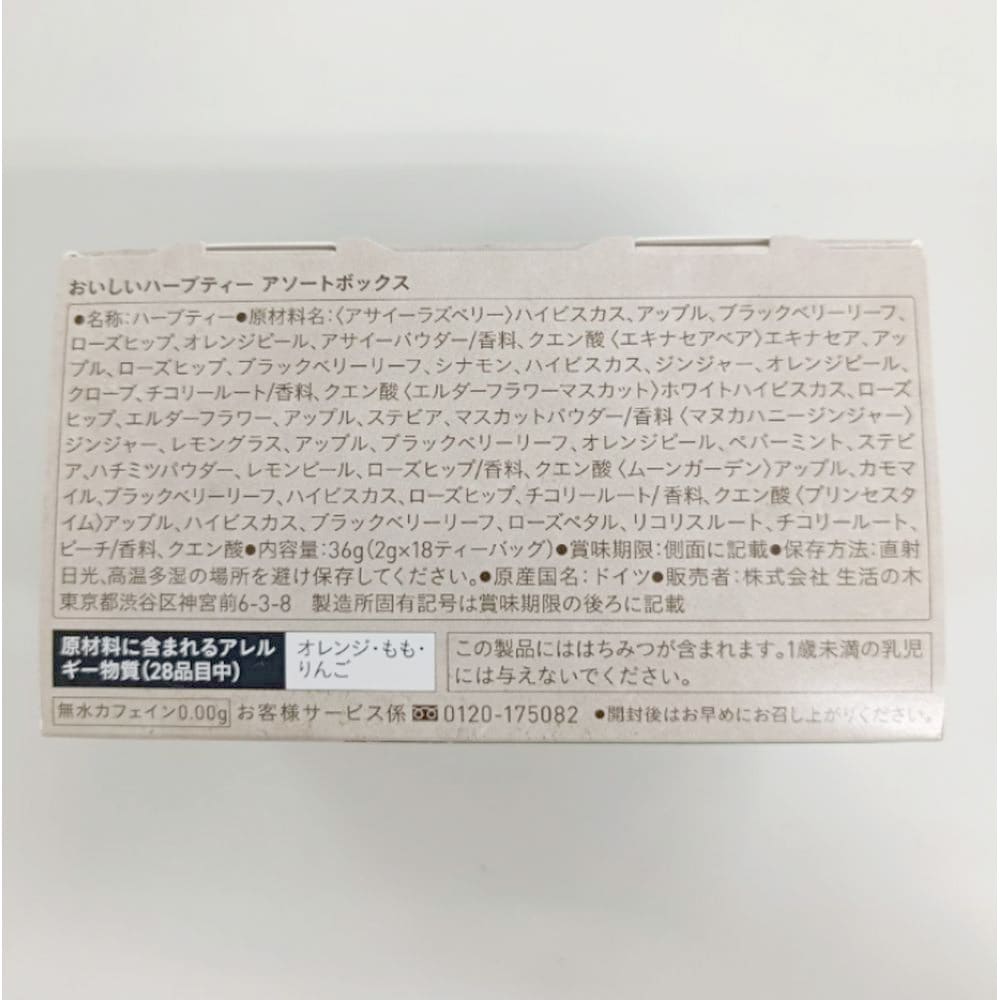 おいしいハーブティー アソートボックス
●名称:ハーブティー●原材料名:〈アサイーラズベリー〉ハイビスカス、アップル、ブラックベリーリーフ、
ローズヒップ、オレンジピール、アサイーパウダー/香料、クエン酸〈エキナセアベア〉エキナセア、アッ
プル、ローズヒップ、ブラックベリーリーフ、シナモン、ハイビスカス、ジンジャー、オレンジピール、
クローブ、チコリールート/香料、クエン酸〈エルダーフラワーマスカット〉ホワイトハイビスカス、ローズ
ヒップ、エルダーフラワー、アップル、ステビア、マスカットパウダー/香料〈マヌカハニージンジャー〉
ジンジャー、レモングラス、アップル、ブラックベリーリーフ、オレンジピール、ペパーミント、ステビ
ア、ハチミツパウダー、レモンピール、ローズヒップ/香料、クエン酸〈ムーンガーデン〉アップル、カモマ
イル、ブラックベリーリーフ、ハイビスカス、ローズヒップ、チコリールート/香料、クエン酸〈プリンセスタ
イム〉アップル、ハイビスカス、ブラックベリーリーフ、ローズペタル、リコリスルート、チコリールート、
ピーチ/香料、クエン酸●内容量:36g(2g×18ティーバッグ)●賞味期限:側面に記載●保存方法:直射
日光、高温多湿の場所を避け保存してください。●原産国名:ドイツ●販売者:株式会社 生活の木
東京都渋谷区神宮前6-3-8 製造所固有記号は賞味期限の後ろに記載
原材料に含まれるアレル
ギー物質(28品目中)
オレンジ・もも・
りんご
この製品にははちみつが含まれます。1歳未満の乳児
には与えないでください。
無水カフェイン0.00g お客様サービス係 0120-175082 ●開封後はお早めにお召し上がりください。